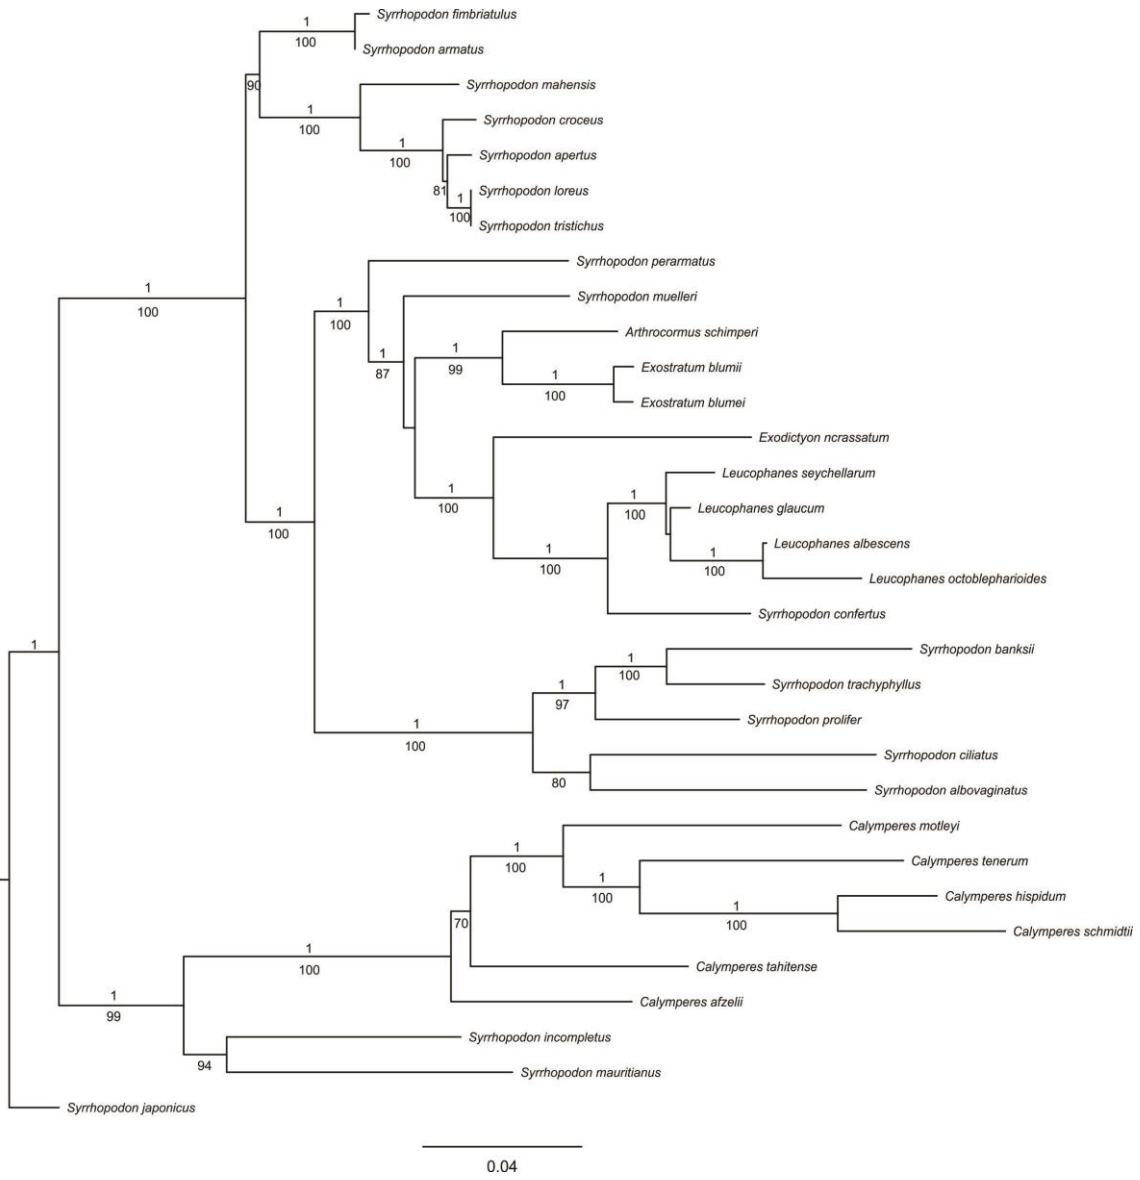 1
100
Syrrhopodon fimbriatulus
Syrrhopodon armatus
90
Syrrhopodon mahensis
1
100
Syrrhopodon croceus
1
100
Syrrhopodon apertus
81
1
100
Syrrhopodon loreus
Syrrhopodon tristichus
Syrrhopodon perarmatus
1
100
Syrrhopodon muelleri
1
100
Arthrocormus schimperi
1
87
1
99
Exostratum blumii
1
100
Exostratum blumei
Exodictyon ncrassatum
Leucophanes seychellarum
1
100
1
100
Leucophanes glaucum
1
100
Leucophanes albescens
1
100
1
100
Leucophanes octoblepharioides
Syrrhopodon confertus
1
Syrrhopodon banksii
1
100
Syrrhopodon trachyphyllus
1
97
Syrrhopodon prolifer
1
100
Syrrhopodon ciliatus
80
Syrrhopodon albovaginatus
Calymperes motleyi
1
100
Calymperes tenerum
1
100
Calymperes hispidum
1
100
70
Calymperes schmidtii
1
100
Calymperes tahitense
1
99
Calymperes afzelii
Syrrhopodon incompletus
94
Syrrhopodon mauritianus
Syrrhopodon japonicus
0.04